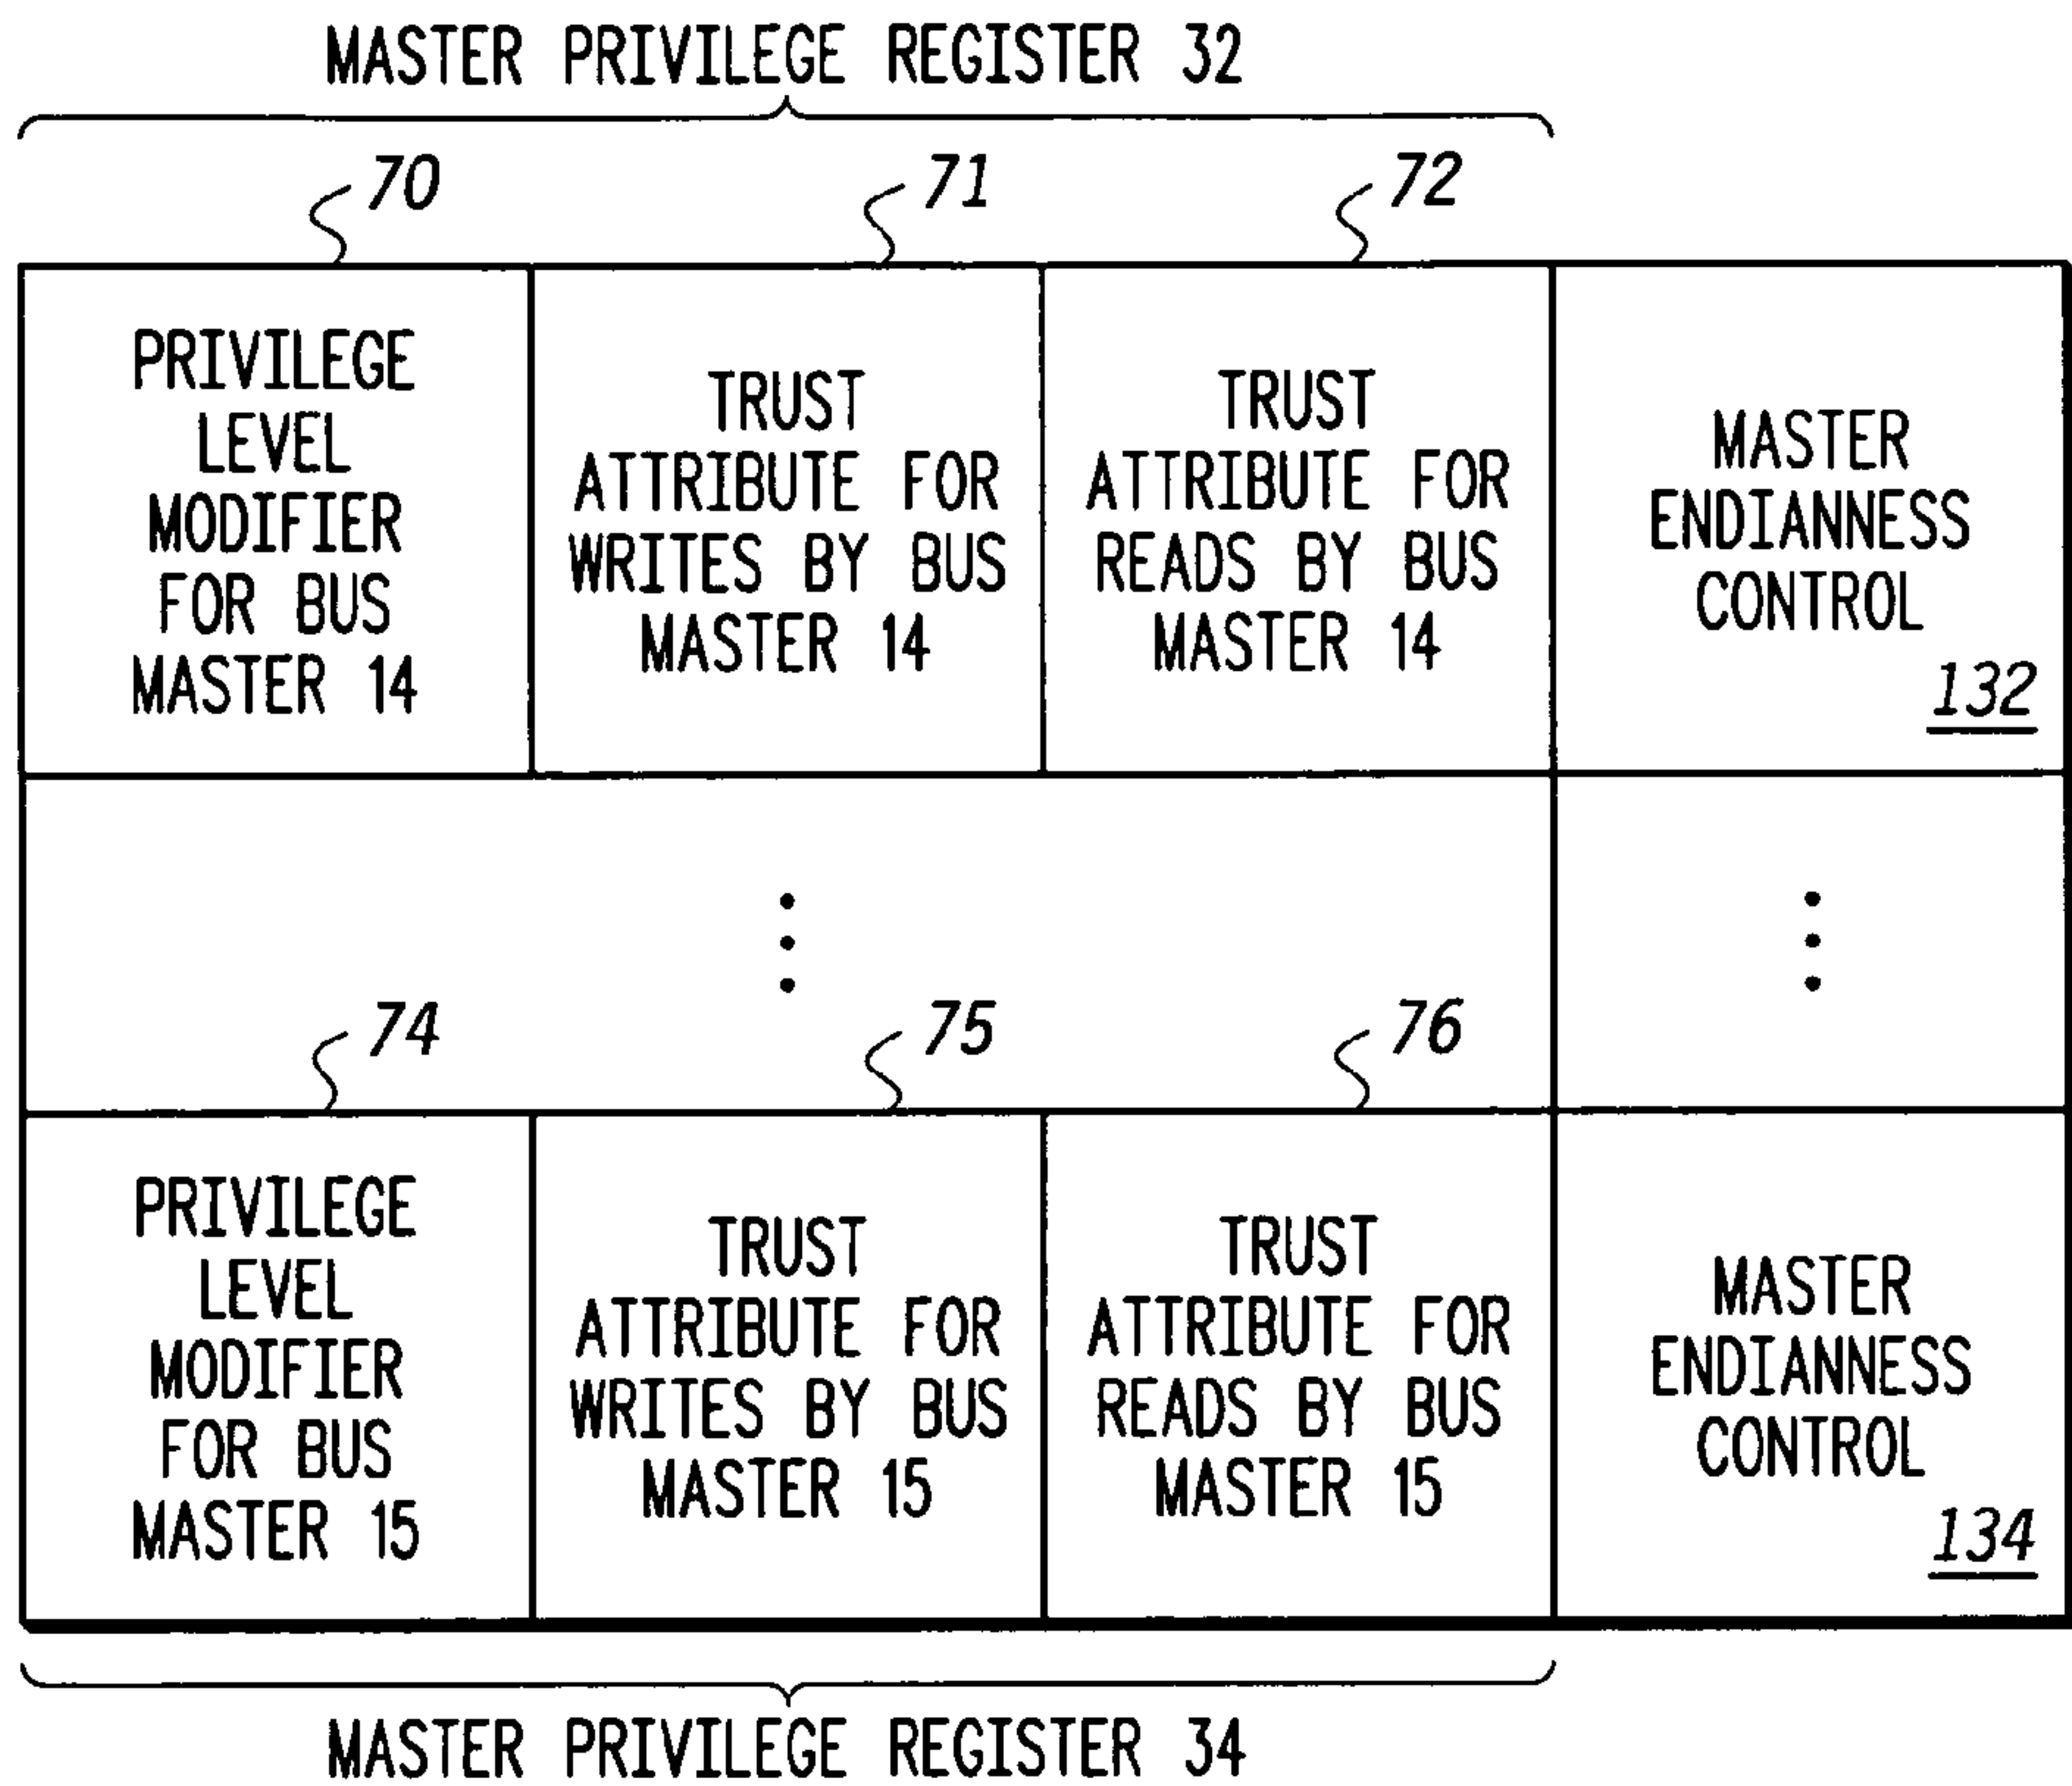 MASTER PRIVILEGE REGISTER 32
70
71
72
PRIVILEGE
LEVEL
MODIFIER
FOR BUS
MASTER 14
TRUST
ATTRIBUTE FOR
WRITES BY BUS
MASTER 14
TRUST
ATTRIBUTE FOR
READS BY BUS
MASTER 14
MASTER
ENDIANNESS
CONTROL
132
74
75
76
PRIVILEGE
LEVEL
MODIFIER
FOR BUS
MASTER 15
TRUST
ATTRIBUTE FOR
WRITES BY BUS
MASTER 15
TRUST
ATTRIBUTE FOR
READS BY BUS
MASTER 15
MASTER
ENDIANNESS
CONTROL
134
MASTER PRIVILEGE REGISTER 34